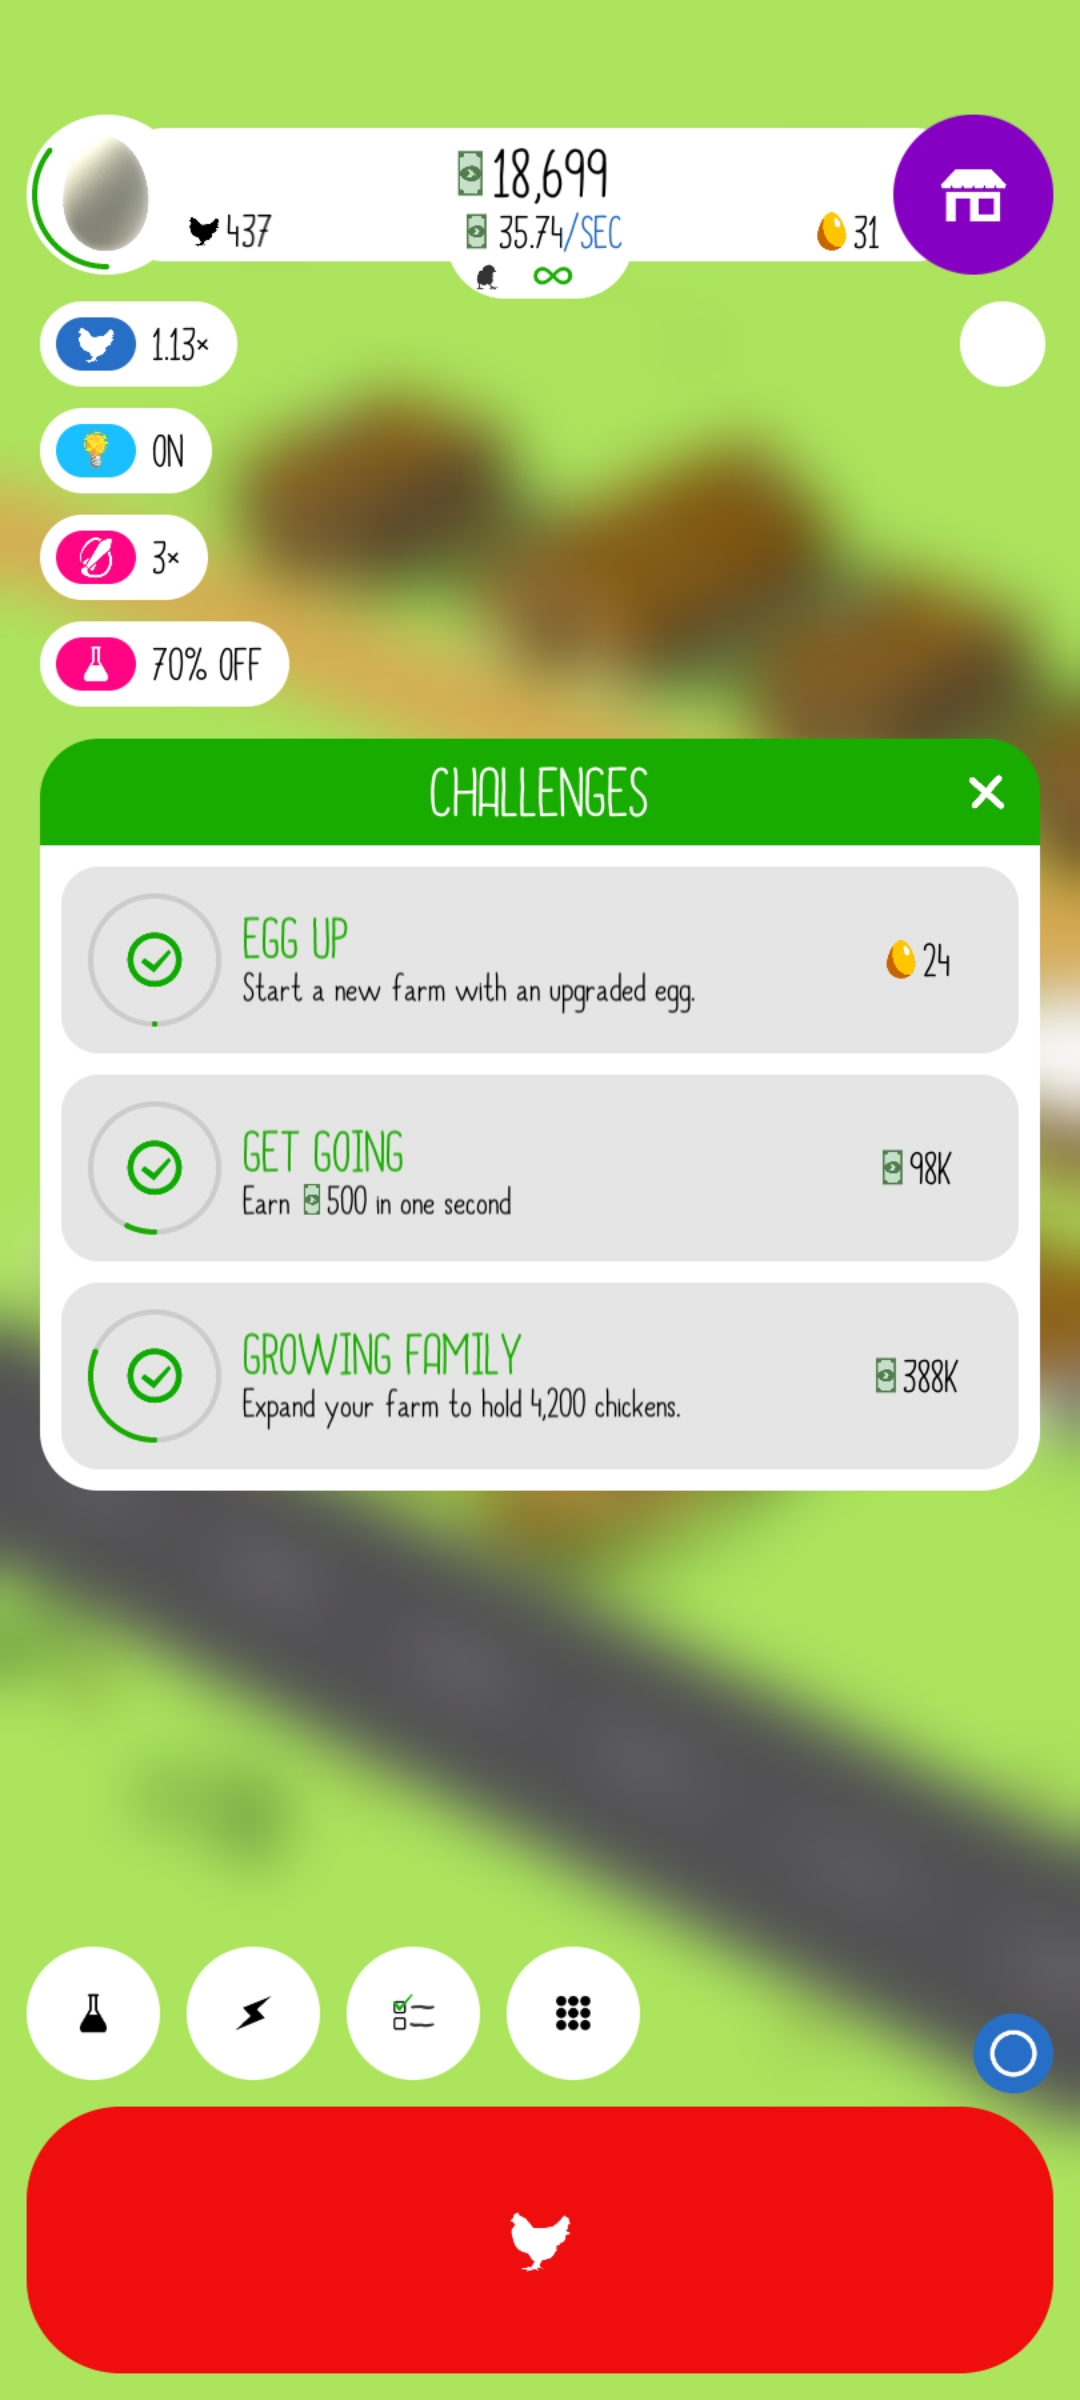 18,699
437
35.74/SEC
31
1.13×
ON
3×
70% OFF
CHALLENGES
EGG UP
Start a new farm with an upgraded egg.
24
GET GOING
Earn 500 in one second
98K
GROWING FAMILY
Expand your farm to hold 4,200 chickens.
388K